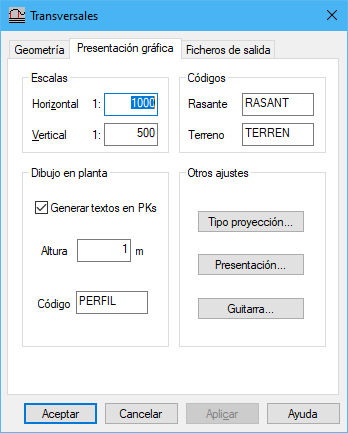 Transversales
Geometría Presentación gráfica Ficheros de salida
Escalas
Horizontal 1: 1000
Vertical 1: 500
Códigos
Rasante RASANT
Terreno TERREN
Dibujo en planta
Generar textos en PKs
Altura 1 m
Código PERFIL
Otros ajustes
Tipo proyección...
Presentación...
Guitarra...
Aceptar Cancelar Aplicar Ayuda